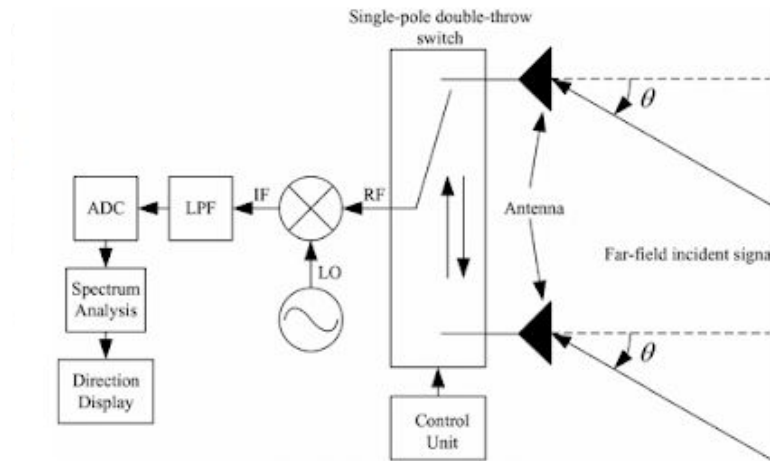 Single-pole double-throw
switch
θ
ADC
LPF
IF
RF
LO
Antenna
Far-field incident signa
Spectrum
Analysis
θ
Direction
Display
Control
Unit